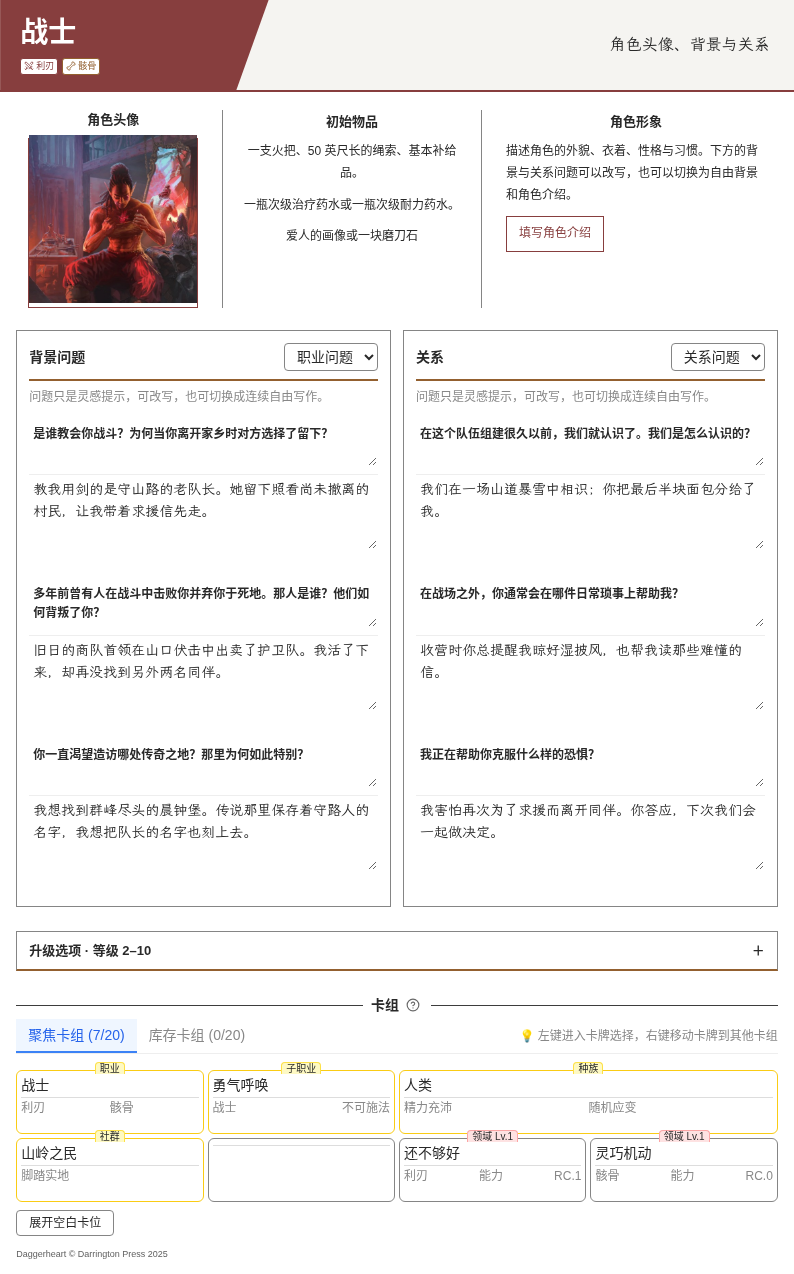 战士
利刃 骸骨
角色头像、背景与关系
角色头像
初始物品
一支火把、50 英尺长的绳索、基本补给品。
一瓶次级治疗药水或一瓶次级耐力药水。
爱人的画像或一块磨刀石
角色形象
描述角色的外貌、衣着、性格与习惯。下方的背
景与关系问题可以改写，也可以切换为自由背景
和角色介绍。
填写角色介绍
背景问题
职业问题
问题只是灵感提示，可改写，也可切换成连续自由写作。
是谁教会你战斗？为何当你离开家乡时对方选择了留下？
教我用剑的是守山路的老队长。她留下照看尚未撤离的
村民，让我带着求援信先走。
多年前曾有人在战斗中击败你并弃你于死地。那人是谁？他们如
何背叛了你？
旧日的商队首领在山口伏击中出卖了护卫队。我活了下
来，却再没找到另外两名同伴。
你一直渴望造访哪处传奇之地？那里为何如此特别？
我想找到群峰尽头的晨钟堡。传说那里保存着守路人的
名字，我想把队长的名字也刻上去。
关系
关系问题
问题只是灵感提示，可改写，也可切换成连续自由写作。
在这个队伍组建很久以前，我们就认识了。我们是怎么认识的？
我们在一场山道暴雪中相识；你把最后半块面包分给了
我。
在战场之外，你通常会在哪件日常琐事上帮助我？
收营时你总提醒我晾好湿披风，也帮我读那些难懂的
信。
我正在帮助你克服什么样的恐惧？
我害怕再次为了求援而离开同伴。你答应，下次我们会
一起做决定。
升级选项 · 等级 2–10 +
卡组 ?
聚焦卡组 (7/20) 库存卡组 (0/20) 💡 左键进入卡牌选择，右键移动卡牌到其他卡组
职业
战士
利刃 骸骨
子职业
勇气呼唤
战士 不可施法
种族
人类
精力充沛 随机应变
社群
山岭之民
脚踏实地
领域 Lv.1
还不够好
利刃 能力 RC.1
领域 Lv.1
灵巧机动
骸骨 能力 RC.0
展开空白卡位
Daggerheart © Darrington Press 2025